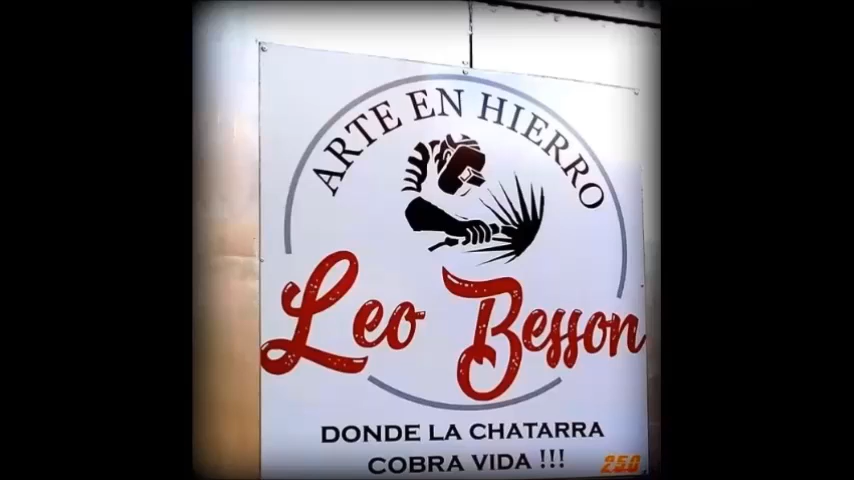 ARTE EN HIERRO
Leo Besson
DONDE LA CHATARRA
COBRA VIDA !!!
250